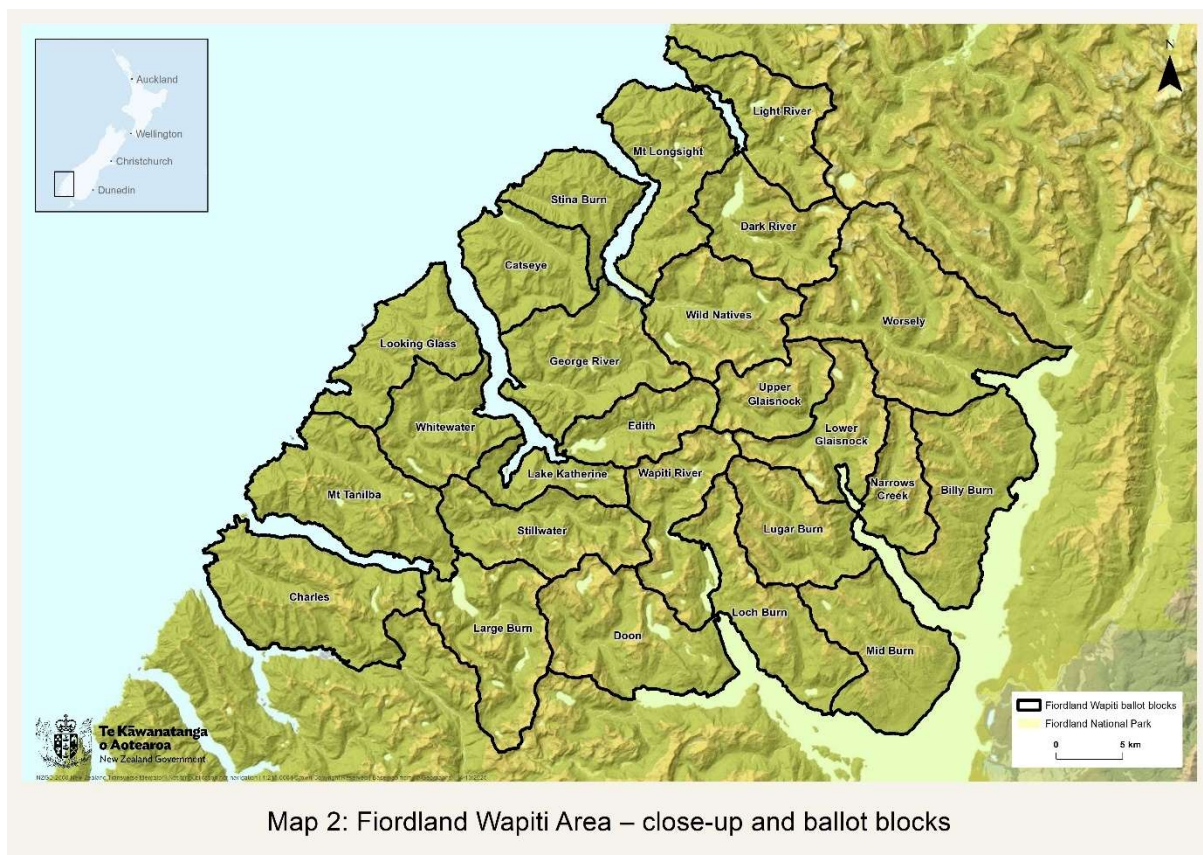 Auckland
Wellington
Christchurch
Dunedin
N
Light River
Mt Longsight
Stina Burn
Dark River
Catseye
Wild Natives
Worsely
Looking Glass
George River
Upper
Glaisnock
Whitewater
Edith
Lower
Glaisnock
Lake Katherine
Wapiti River
Narrows
Creek
Billy Burn
Mt Tanilba
Stillwater
Lugar Burn
Charles
Large Burn
Doon
Loch Burn
Mid Burn
Fiordland Wapiti ballot blocks
Fiordland National Park
0 5 km
Te Kāwanatanga
o Aotearoa
New Zealand Government
Map 2: Fiordland Wapiti Area – close-up and ballot blocks